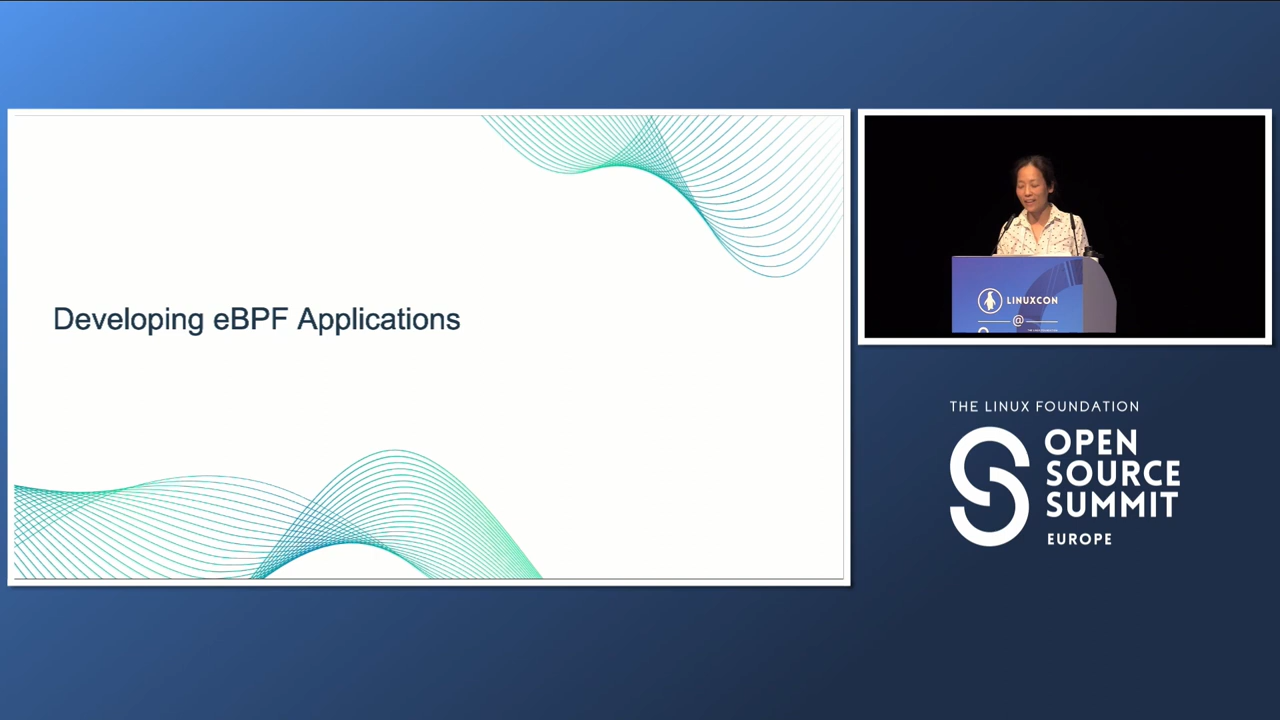 Developing eBPF Applications
LINUXCON
@
THE LINUX FOUNDATION
OPEN
SOURCE
SUMMIT
EUROPE